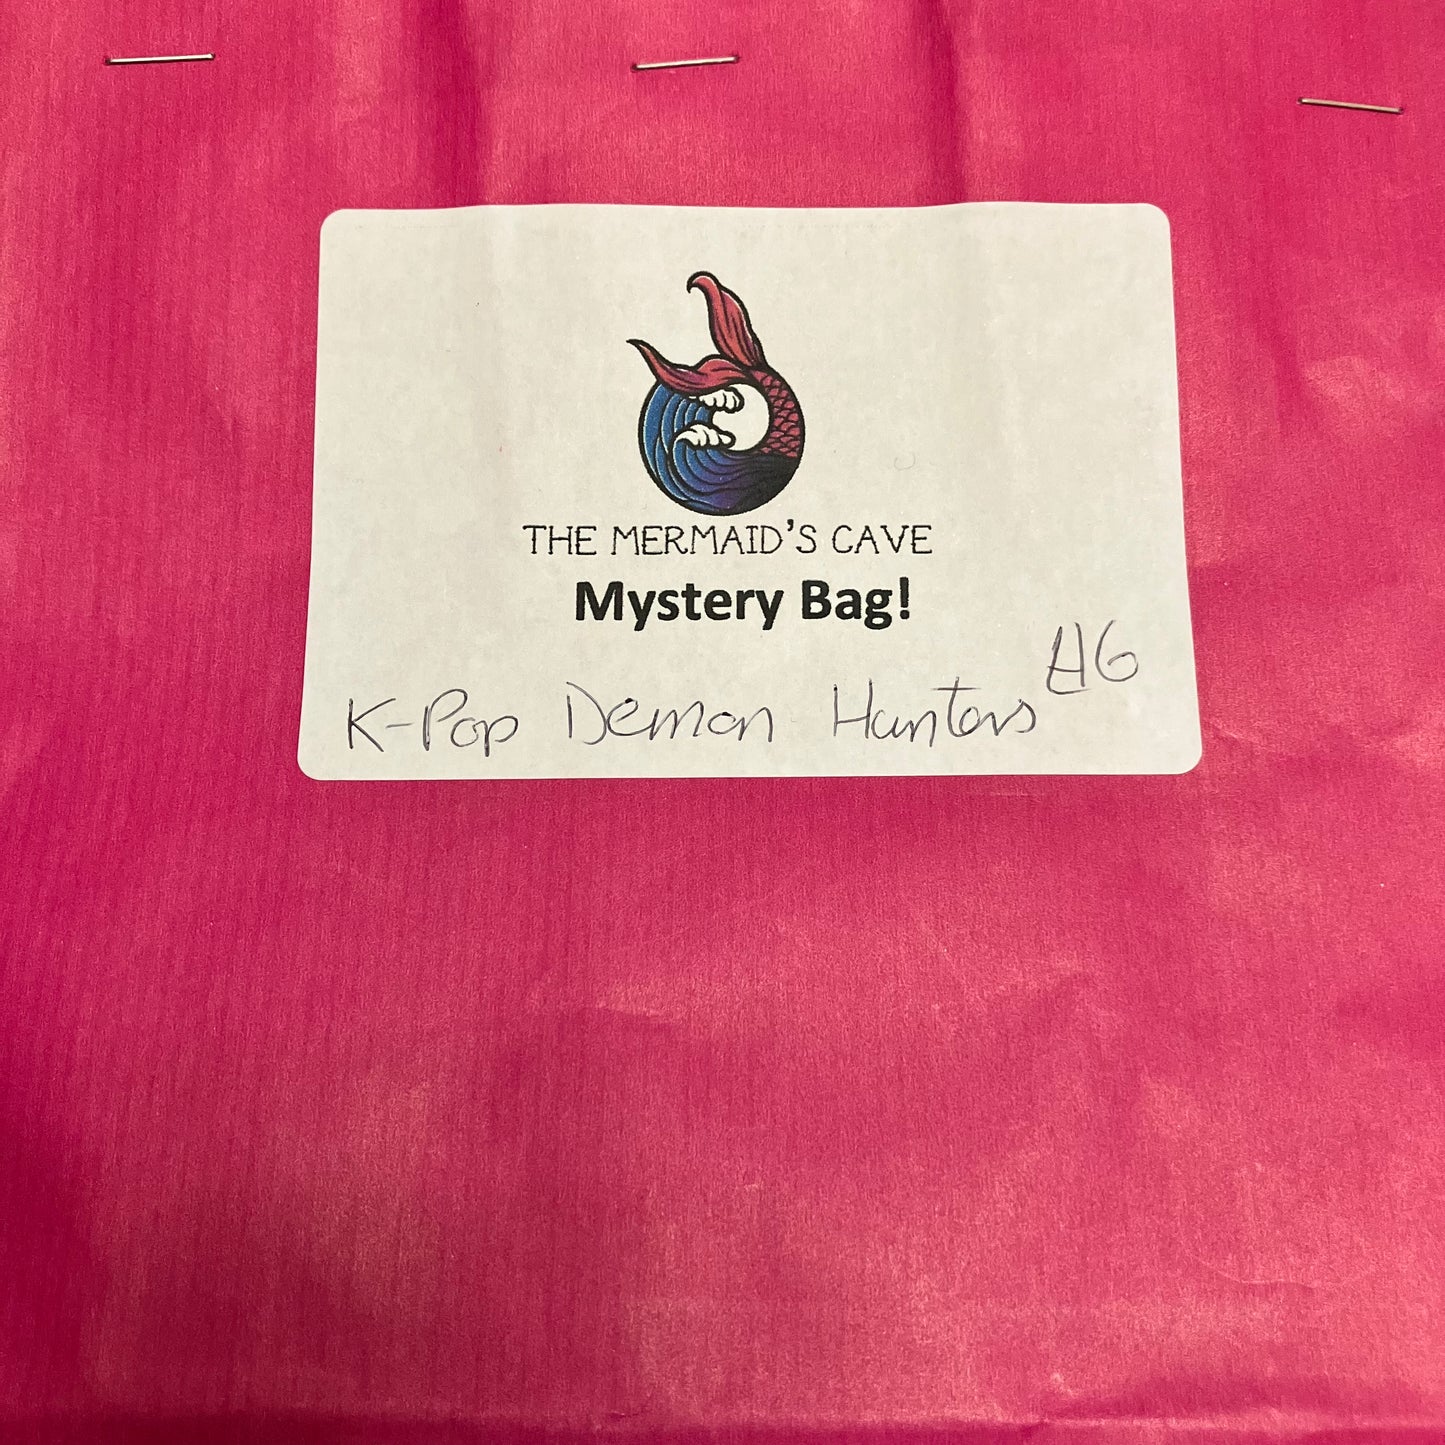 THE MERMAID'S CAVE
Mystery Bag!
#6
K-Pop Demon Hunters